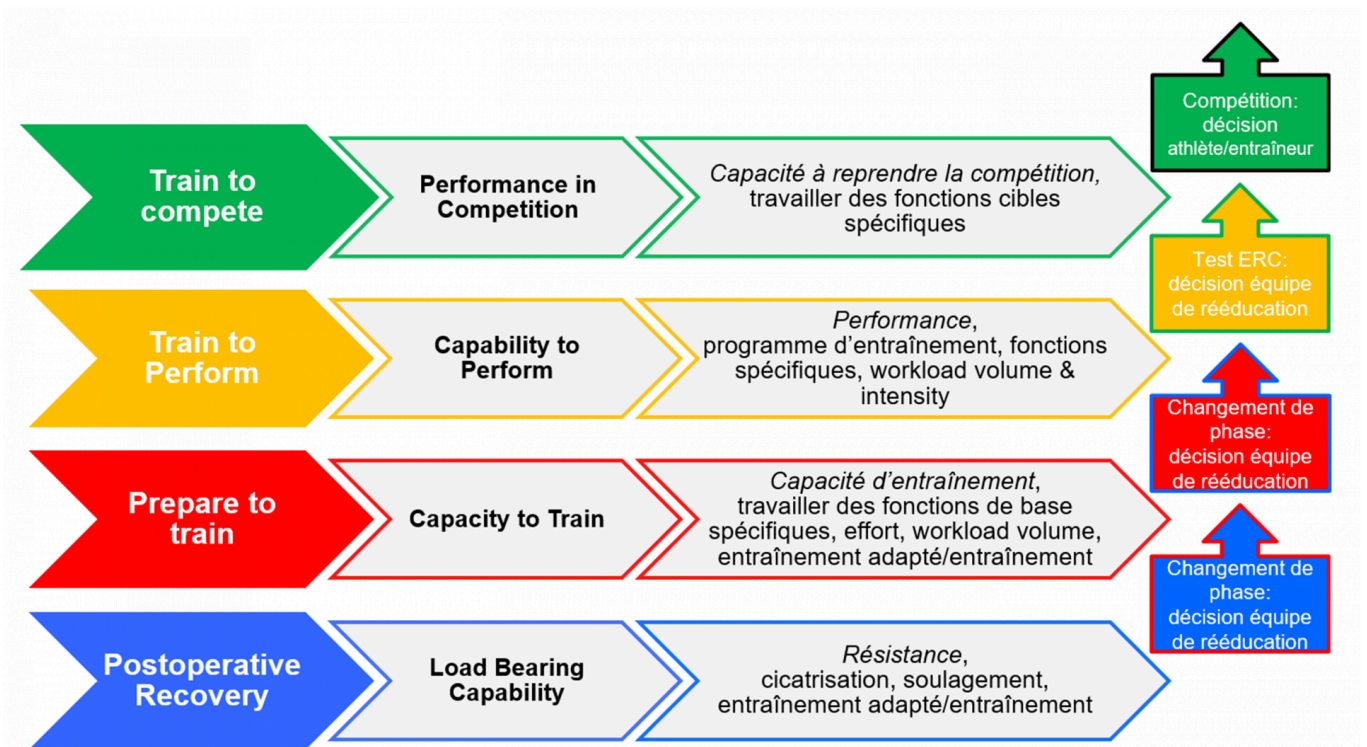 Compétition:
décision
athlète/entraîneur
Train to
compete
Performance in
Competition
Capacité à reprendre la compétition,
travailler des fonctions cibles
spécifiques
Test ERC:
décision équipe
de rééducation
Train to
Perform
Capability to
Perform
Performance,
programme d'entraînement, fonctions
spécifiques, workload volume &
intensity
Changement de
phase:
décision équipe
de rééducation
Prepare to
train
Capacity to Train
Capacité d'entraînement,
travailler des fonctions de base
spécifiques, effort, workload volume,
entraînement adapté/entraînement
Changement de
phase:
décision équipe
de rééducation
Postoperative
Recovery
Load Bearing
Capability
Résistance,
cicatrisation, soulagement,
entraînement adapté/entraînement